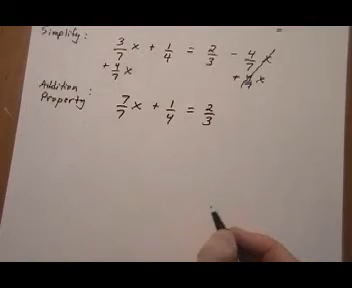 Simplify:
3/7 x + 1/4 = 2/3 - 4/7 x
+ 4/7 x + 4/7 x
Addition Property:
7/7 x + 1/4 = 2/3